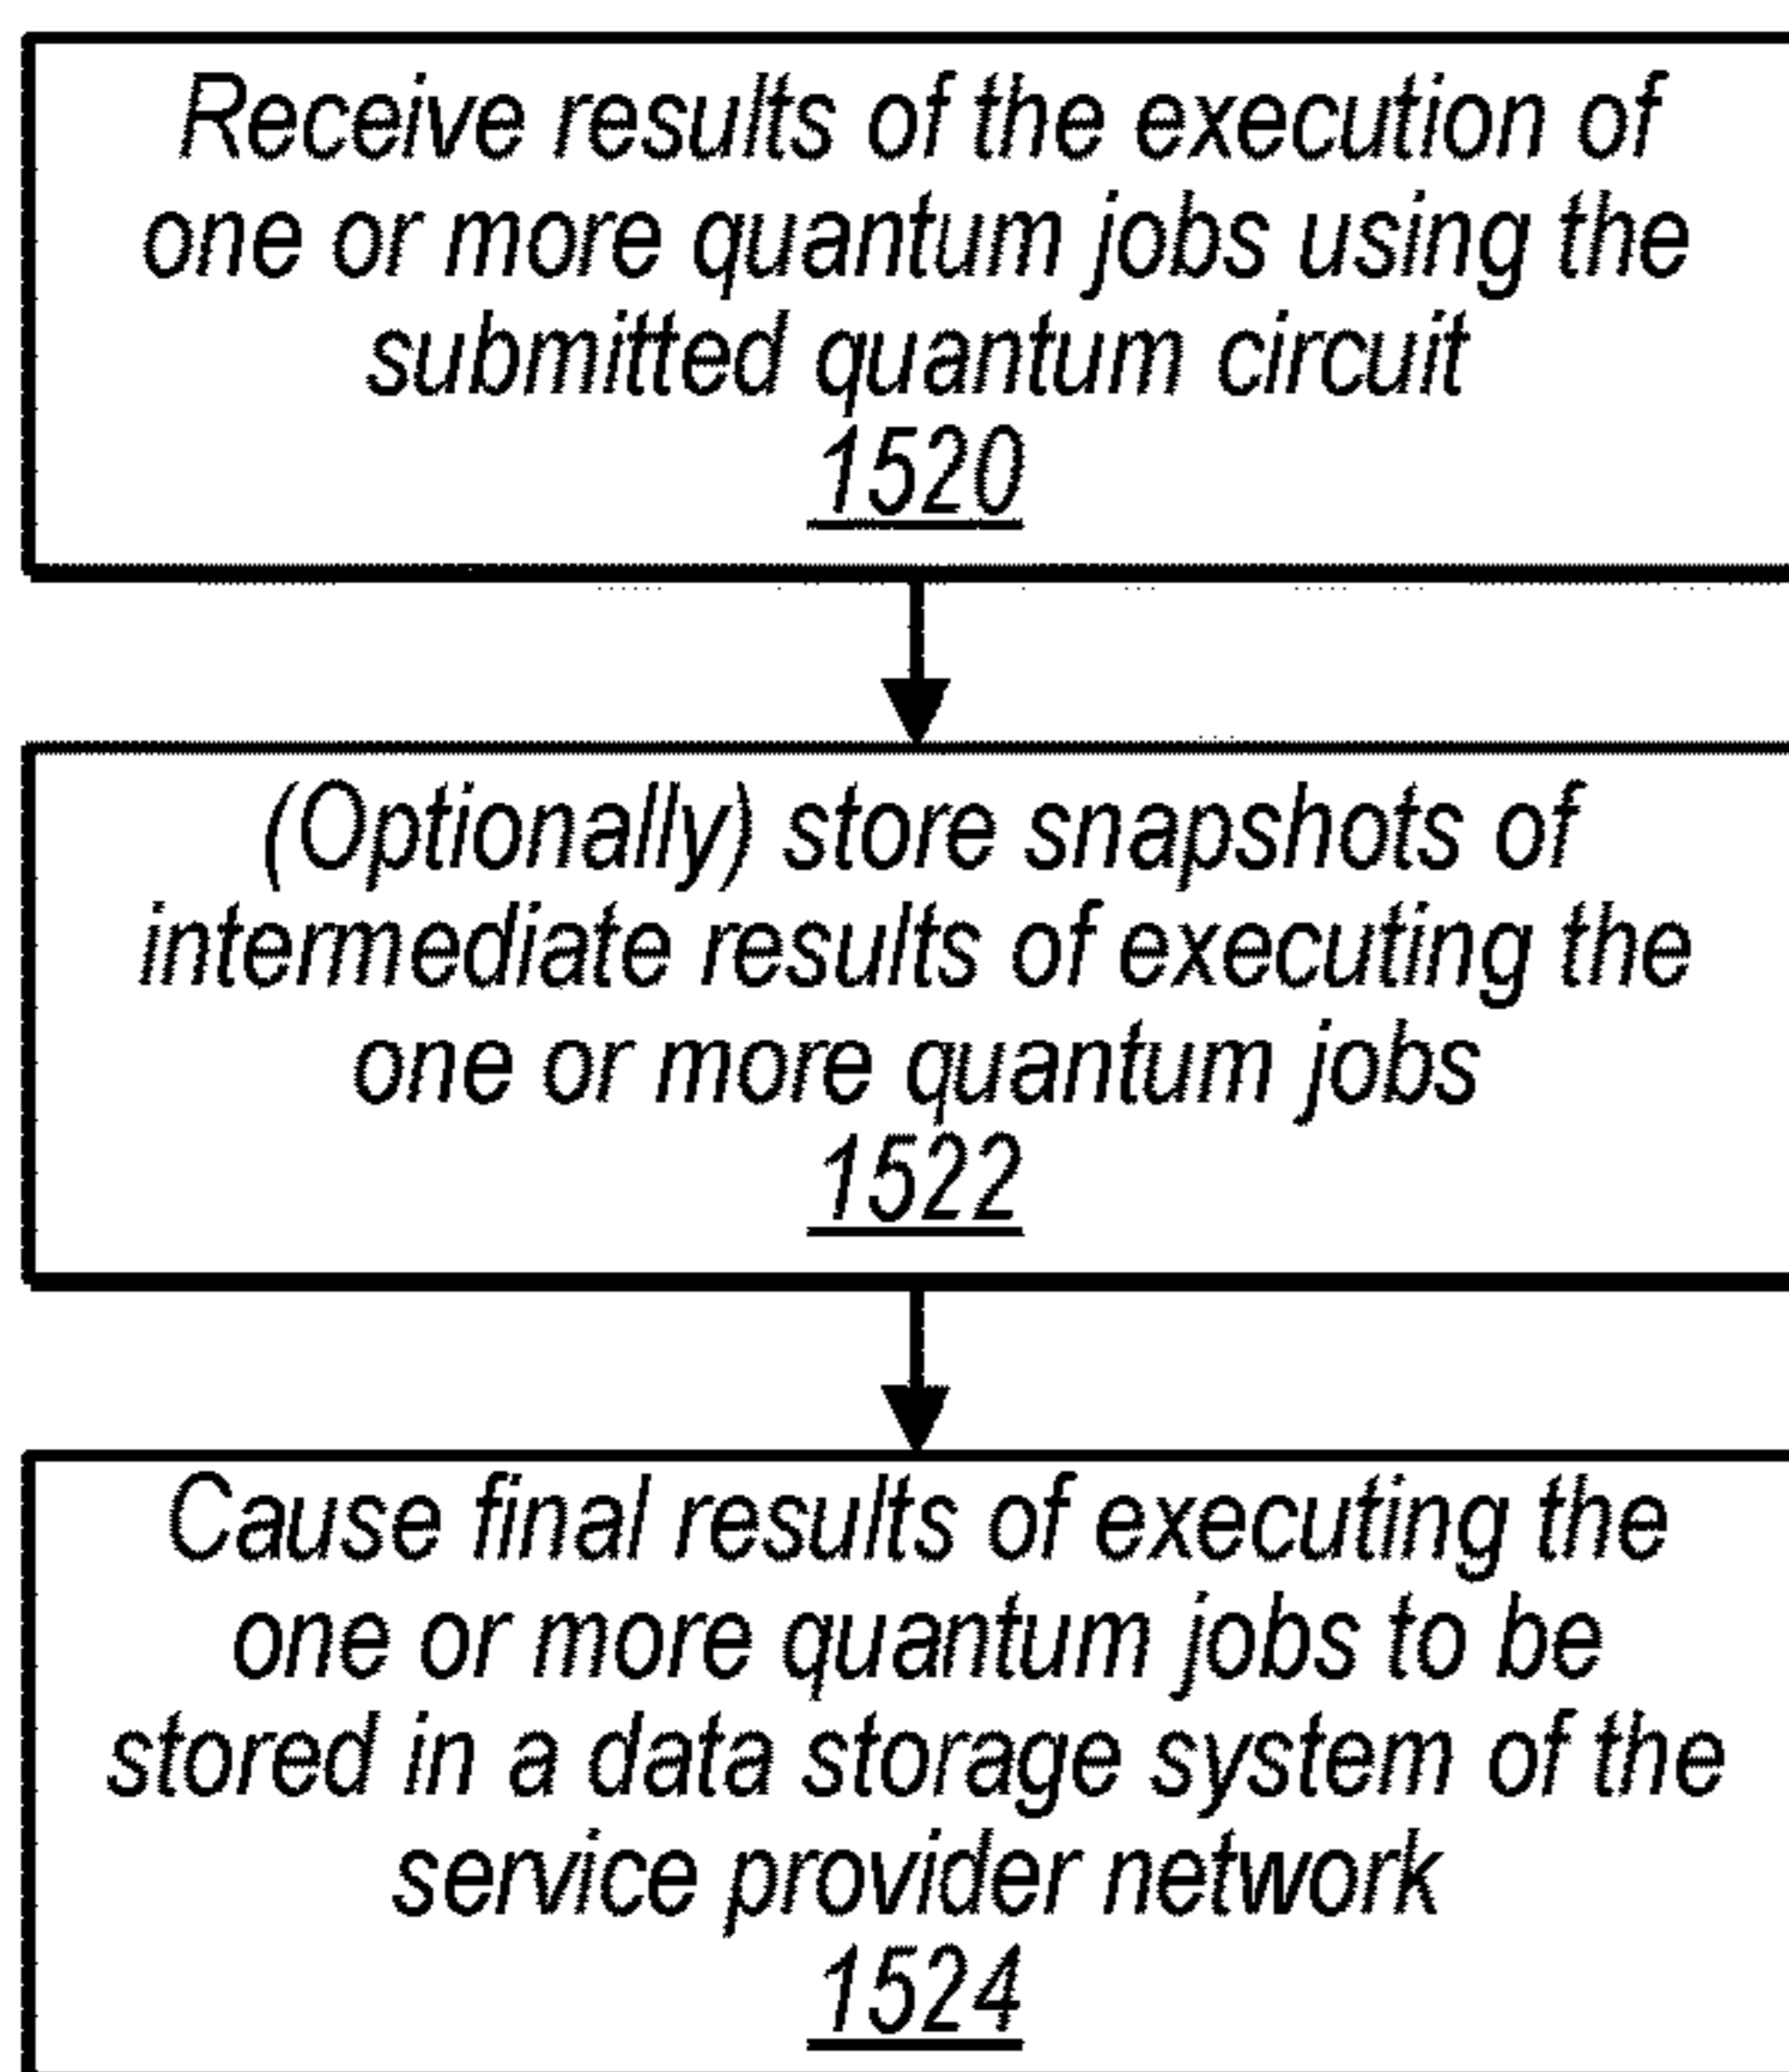 Receive results of the execution of
one or more quantum jobs using the
submitted quantum circuit
1520
(Optionally) store snapshots of
intermediate results of executing the
one or more quantum jobs
1522
Cause final results of executing the
one or more quantum jobs to be
stored in a data storage system of the
service provider network
1524